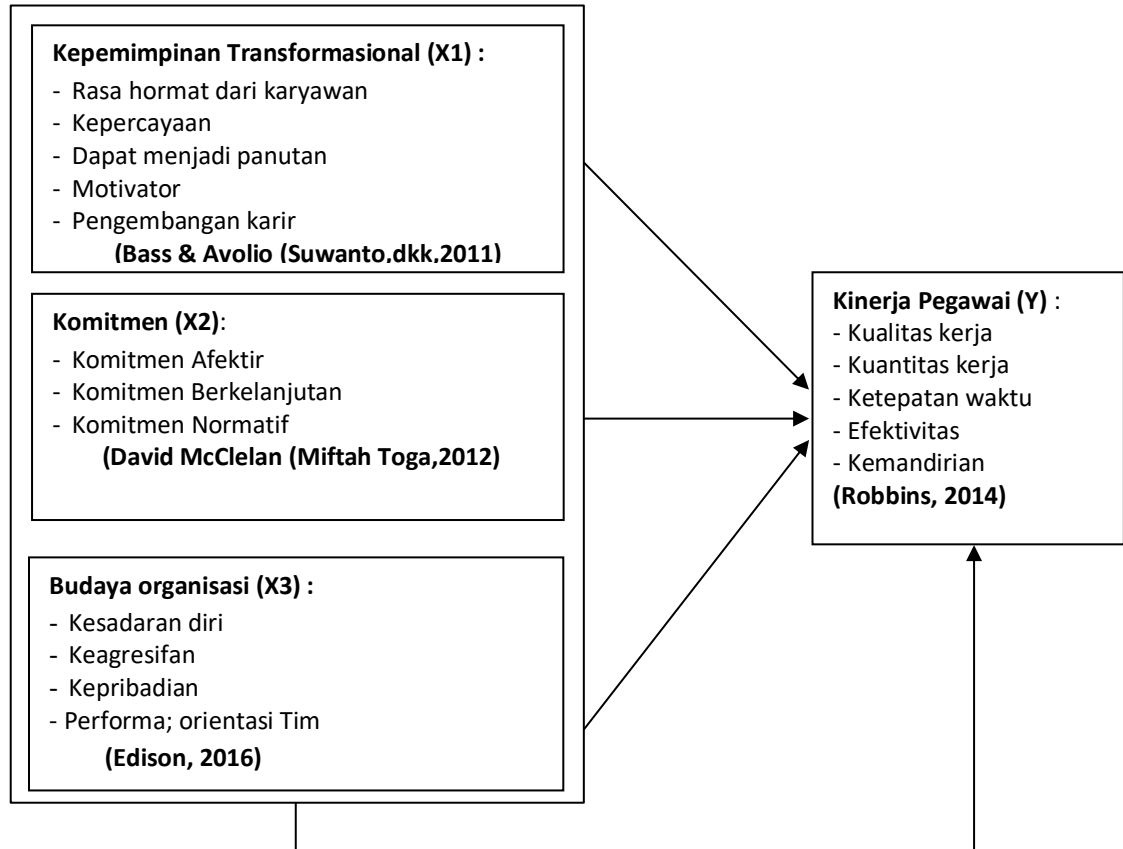 Kepemimpinan Transformasional (X1) :
- Rasa hormat dari karyawan
- Kepercayaan
- Dapat menjadi panutan
- Motivator
- Pengembangan karir
(Bass & Avolio (Suwanto,dkk,2011)
Komitmen (X2):
- Komitmen Afektir
- Komitmen Berkelanjutan
- Komitmen Normatif
(David McClelan (Miftah Toga,2012)
Budaya organisasi (X3) :
- Kesadaran diri
- Keagresifan
- Kepribadian
- Performa; orientasi Tim
(Edison, 2016)
Kinerja Pegawai (Y) :
- Kualitas kerja
- Kuantitas kerja
- Ketepatan waktu
- Efektivitas
- Kemandirian
(Robbins, 2014)